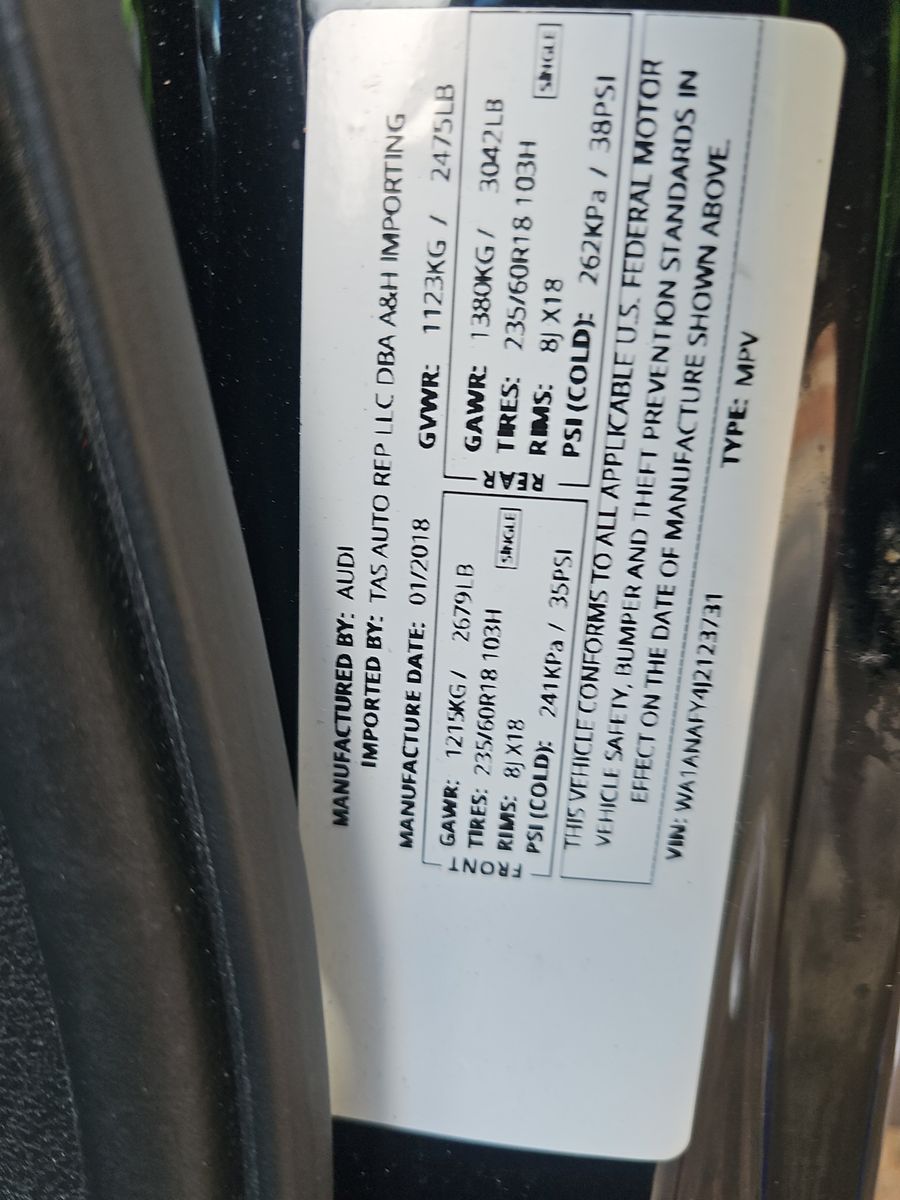 MANUFACTURED BY: AUDI
IMPORTED BY: TAS AUTO REP LLC DBA A&H IMPORTING
MANUFACTURE DATE: 01/2018 GVWR: 1123KG / 2475LB
FRONT
GAWR: 1215KG / 2679LB
TIRES: 235/60R18 103H
RIMS: 8J X18 SINGLE
PSI (COLD): 241KPa / 35PSI
REAR
GAWR: 1380KG / 3042LB
TIRES: 235/60R18 103H
RIMS: 8J X18 SINGLE
PSI (COLD): 262KPa / 38PSI
THIS VEHICLE CONFORMS TO ALL APPLICABLE U.S. FEDERAL MOTOR
VEHICLE SAFETY, BUMPER AND THEFT PREVENTION STANDARDS IN
EFFECT ON THE DATE OF MANUFACTURE SHOWN ABOVE.
VIN: WA1ANAFY4J2123731 TYPE: MPV